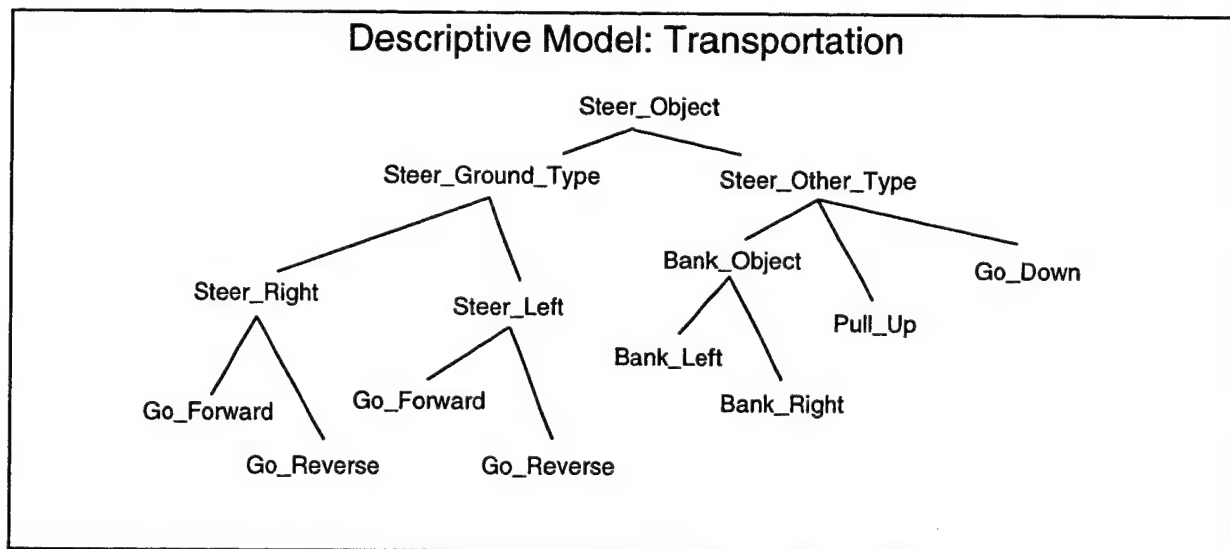 Descriptive Model: Transportation
Steer_Object
Steer_Ground_Type
Steer_Other_Type
Steer_Right
Steer_Left
Bank_Object
Go_Down
Pull_Up
Bank_Left
Bank_Right
Go_Forward
Go_Forward
Go_Reverse
Go_Reverse